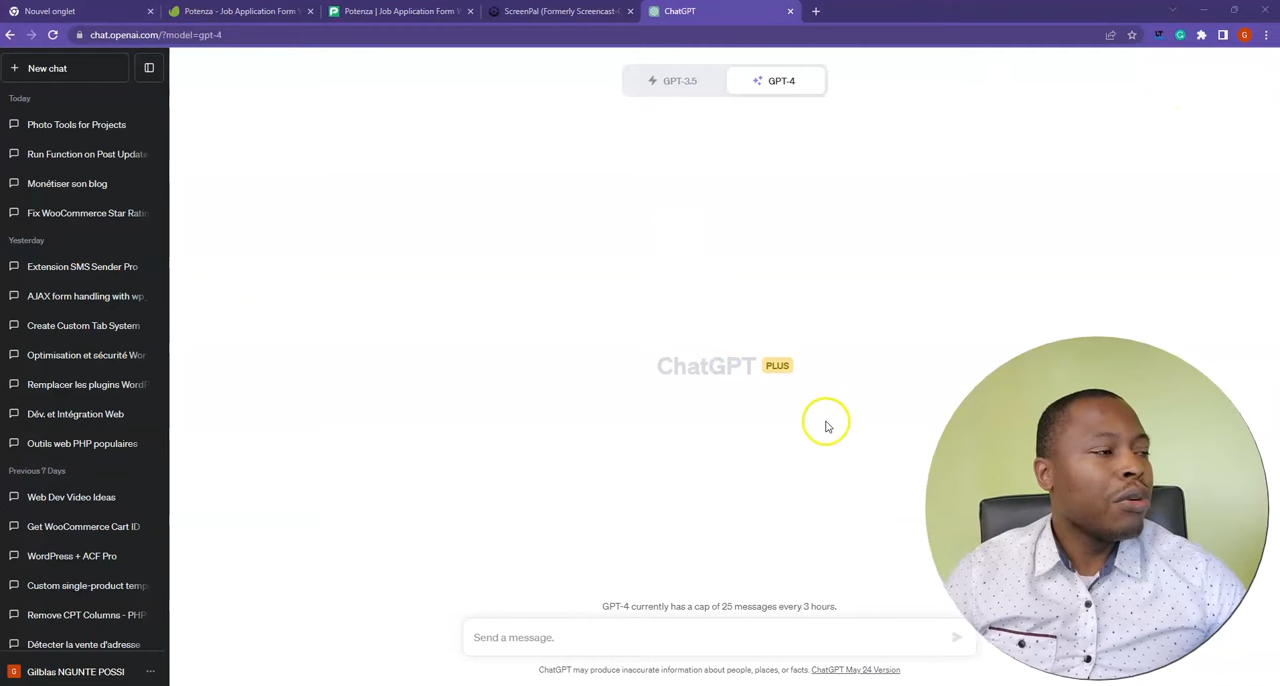 Nouvel onglet
Potenza - Job Application Form
Potenza | Job Application Form
ScreenPal (Formerly Screencast-
ChatGPT
chat.openai.com/?model=gpt-4
LT
G
New chat
GPT-3.5
GPT-4
Today
Photo Tools for Projects
Run Function on Post Update
Monétiser son blog
Fix WooCommerce Star Ratin
Yesterday
Extension SMS Sender Pro
AJAX form handling with wp_
Create Custom Tab System
ChatGPT PLUS
Optimisation et sécurité Wor
Remplacer les plugins WordP
Dév. et Intégration Web
Outils web PHP populaires
Previous 7 Days
Web Dev Video Ideas
Get WooCommerce Cart ID
WordPress + ACF Pro
Custom single-product temp
Remove CPT Columns - PHP
Détecter la vente d'adresse
GPT-4 currently has a cap of 25 messages every 3 hours.
Send a message.
G Gilblas NGUNTE POSSI
ChatGPT may produce inaccurate information about people, places, or facts. ChatGPT May 24 Version